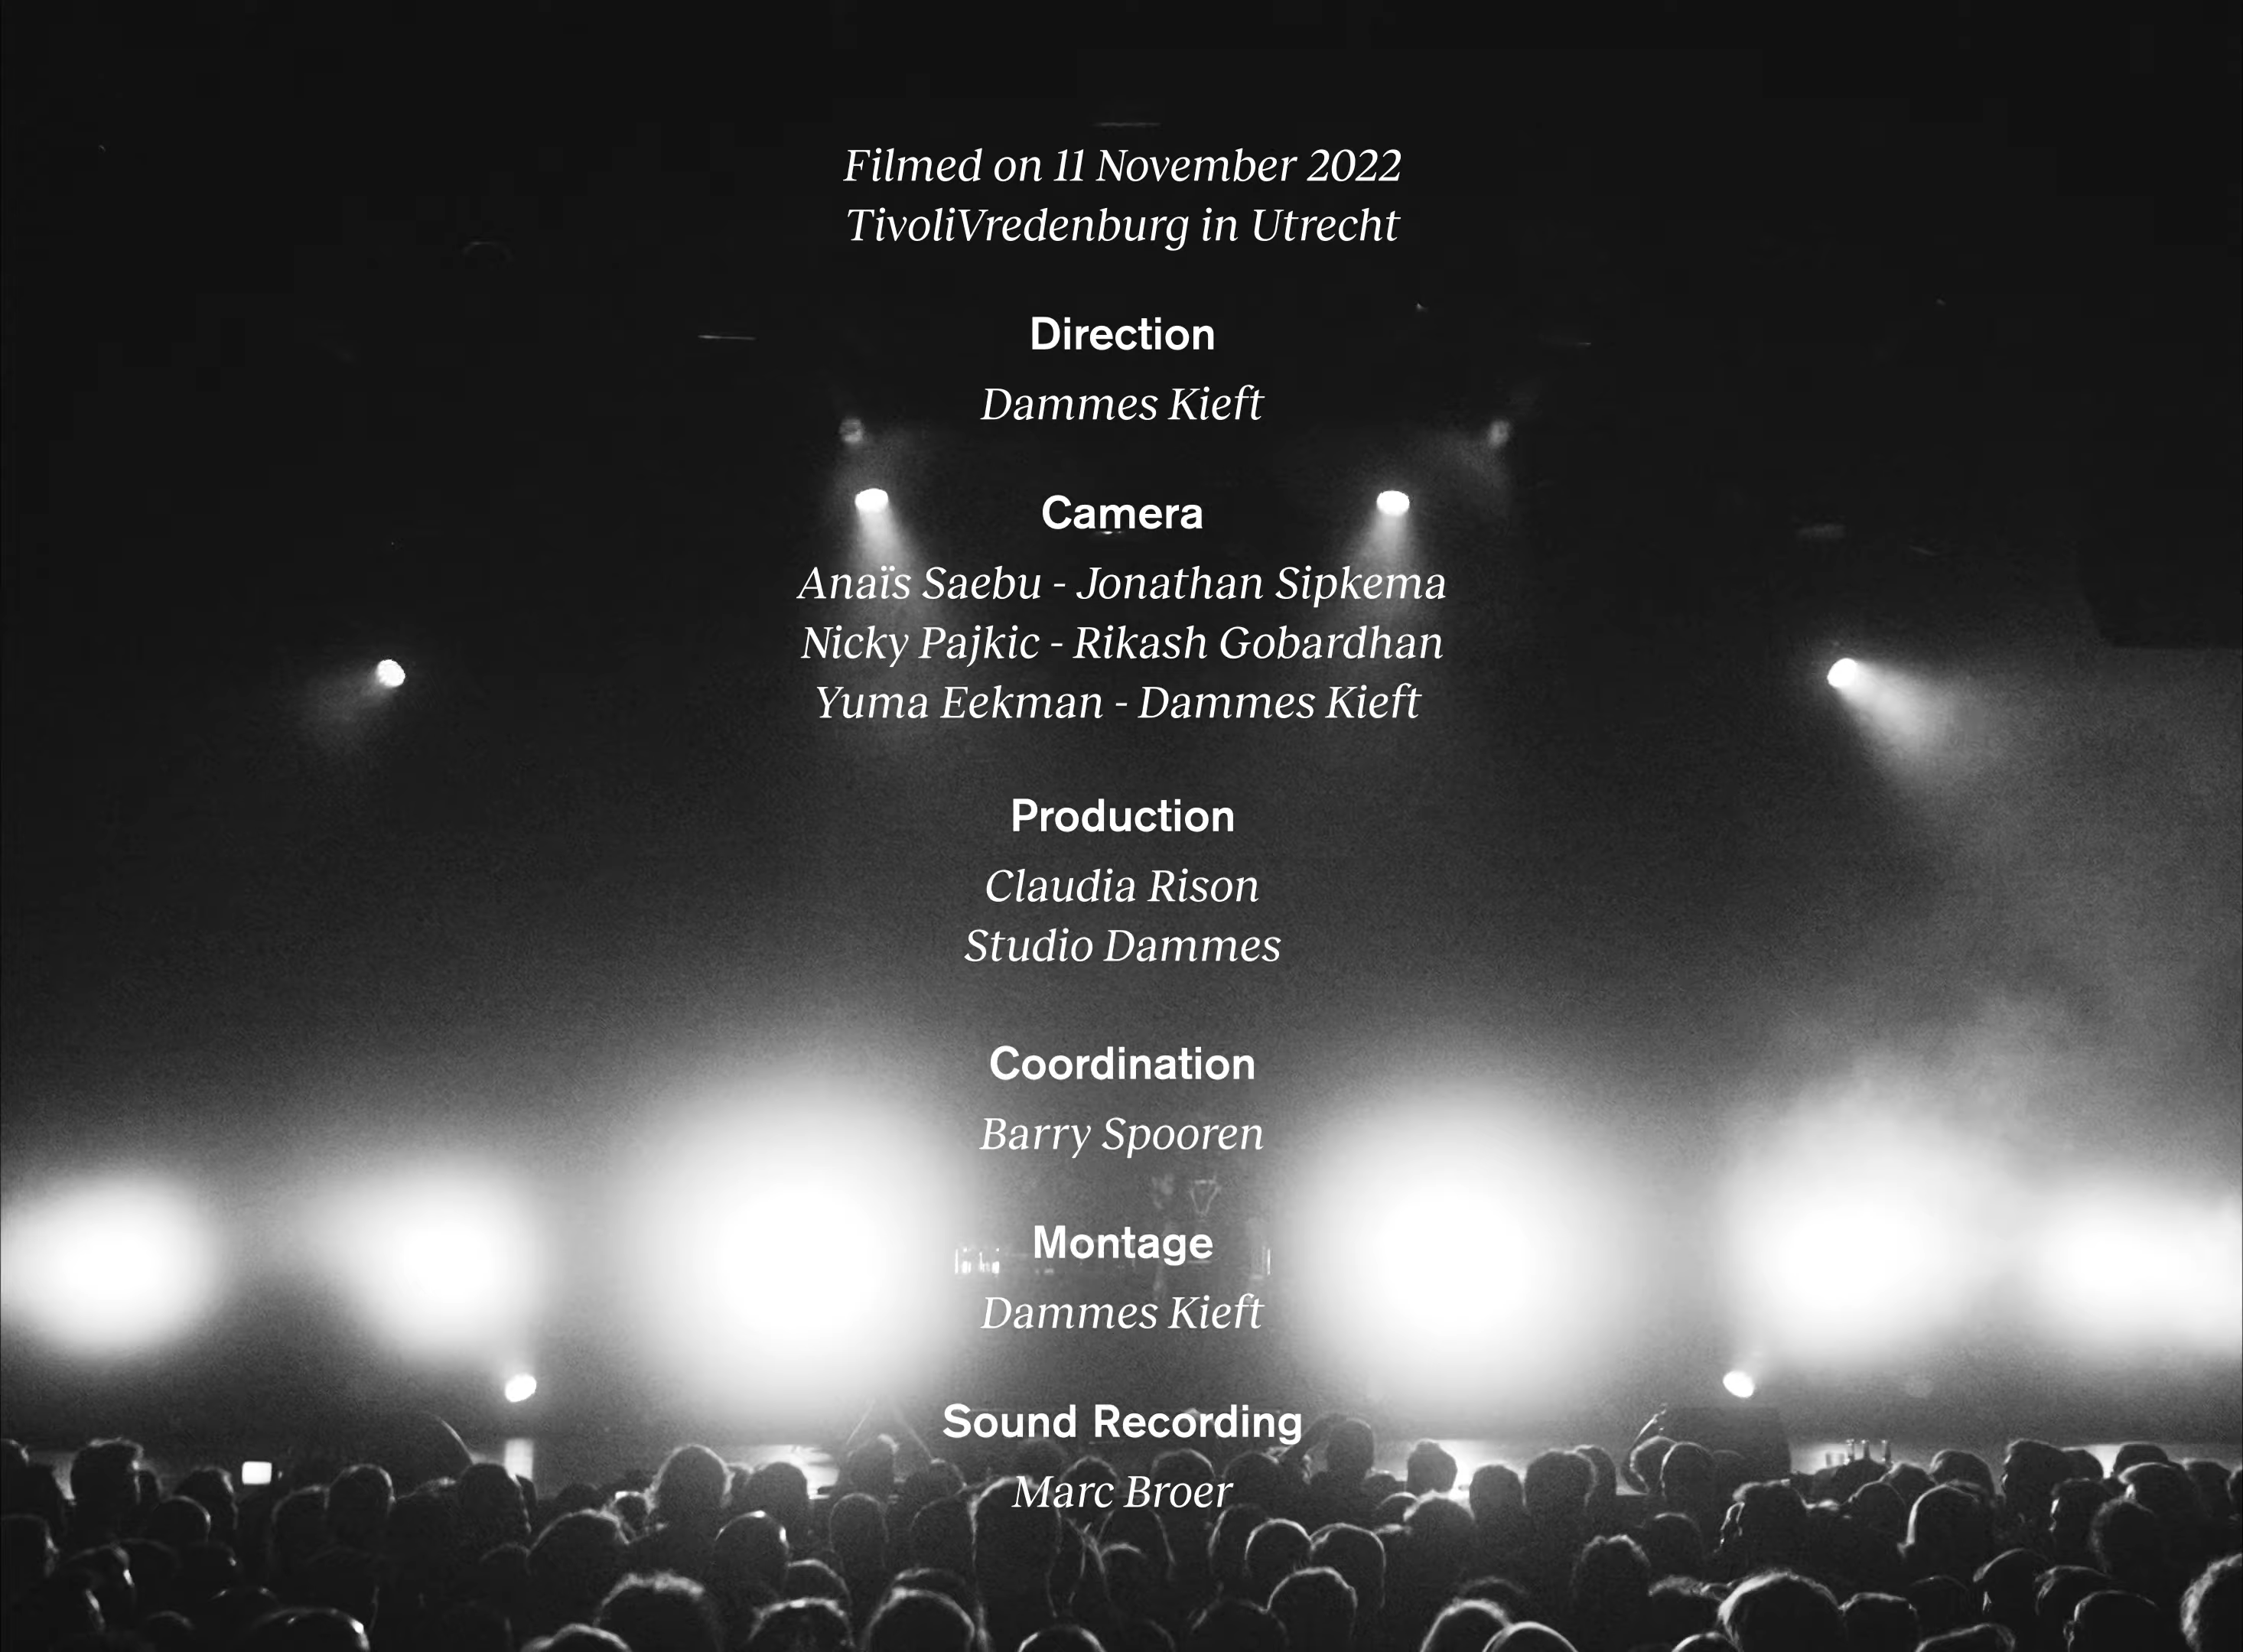 Filmed on 11 November 2022
TivoliVredenburg in Utrecht
Direction
Dammes Kieft
Camera
Anaïs Saebu - Jonathan Sipkema
Nicky Pajkic - Rikash Gobardhan
Yuma Eekman - Dammes Kieft
Production
Claudia Rison
Studio Dammes
Coordination
Barry Spooren
Montage
Dammes Kieft
Sound Recording
Marc Broer